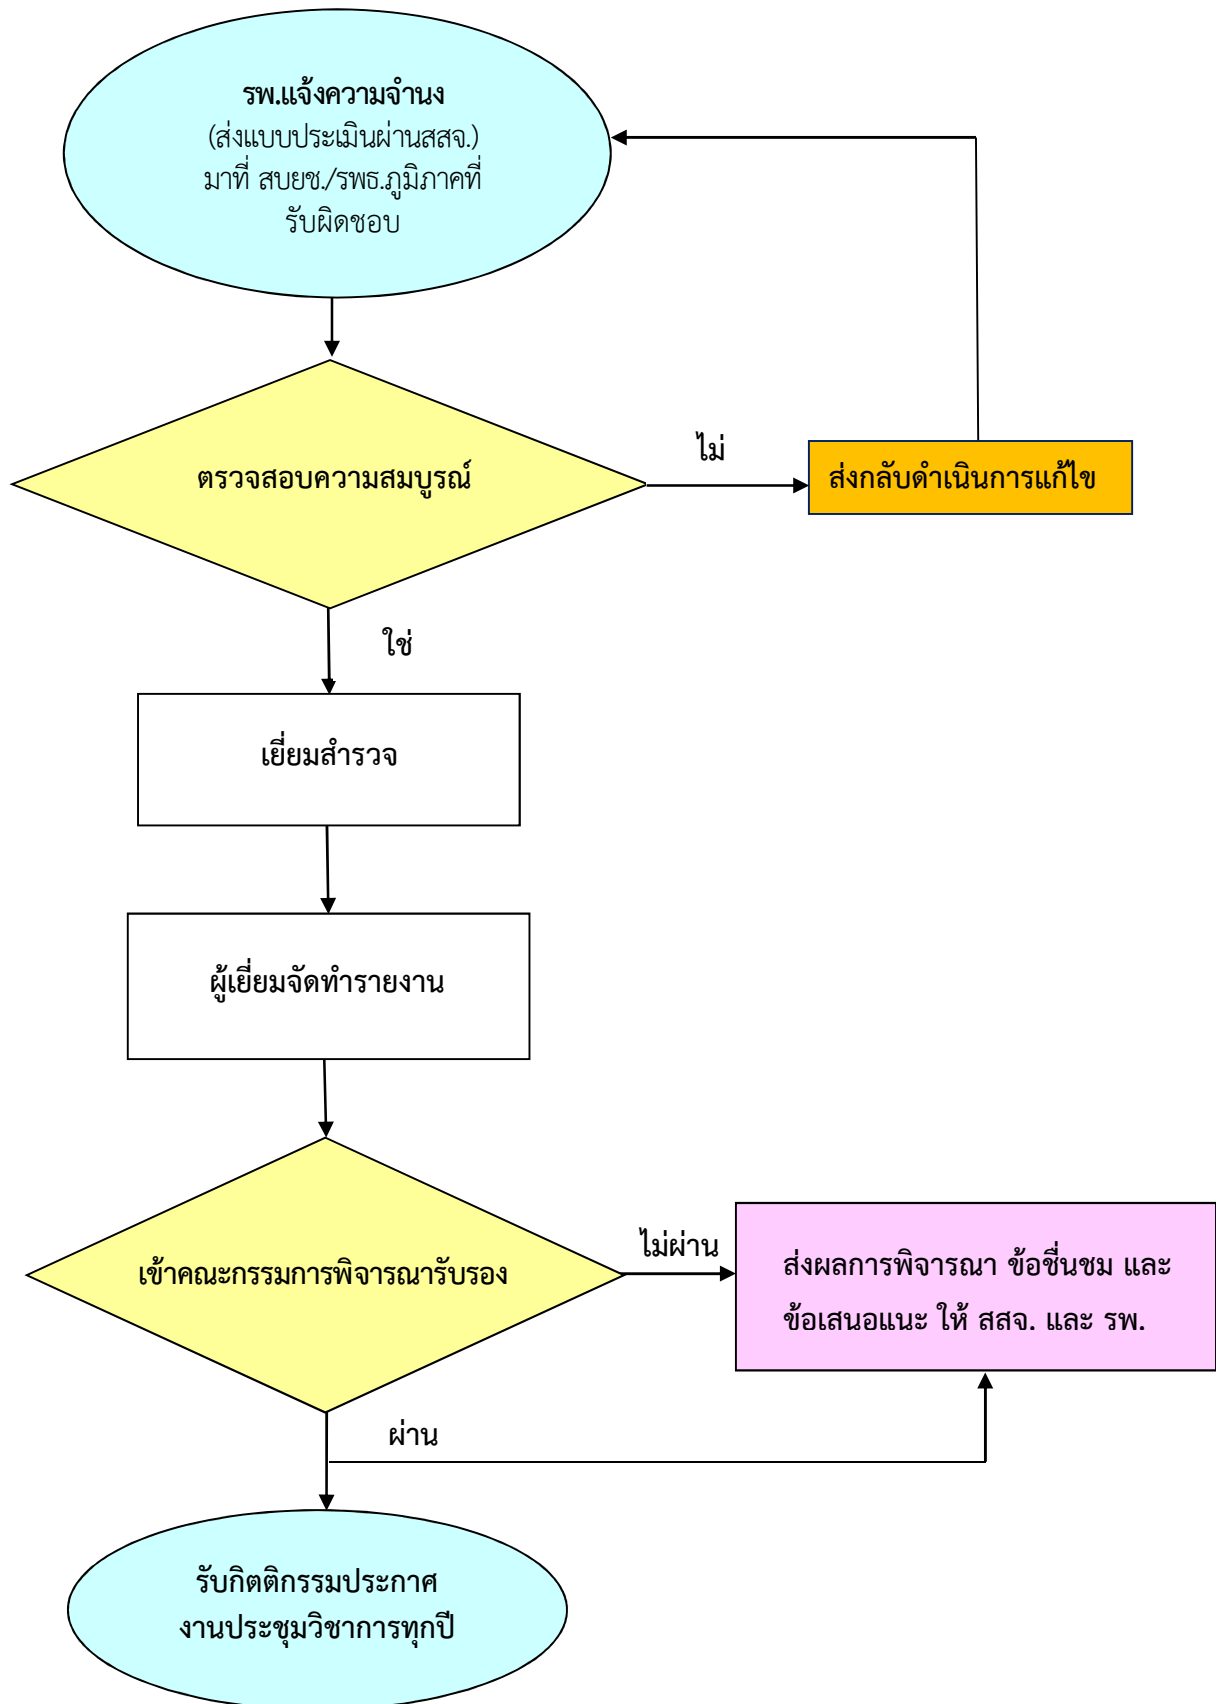 รพ.แจ้งความจำนง
(ส่งแบบประเมินผ่านสสจ.)
มาที่ สบยช./รพธ.ภูมิภาคที่
รับผิดชอบ
ตรวจสอบความสมบูรณ์
ไม่
ส่งกลับดำเนินการแก้ไข
ใช่
เยี่ยมสำรวจ
ผู้เยี่ยมจัดทำรายงาน
เข้าคณะกรรมการพิจารณารับรอง
ไม่ผ่าน
ส่งผลการพิจารณา ข้อชื่นชม และ
ข้อเสนอแนะ ให้ สสจ. และ รพ.
ผ่าน
รับกิตติกรรมประกาศ
งานประชุมวิชาการทุกปี